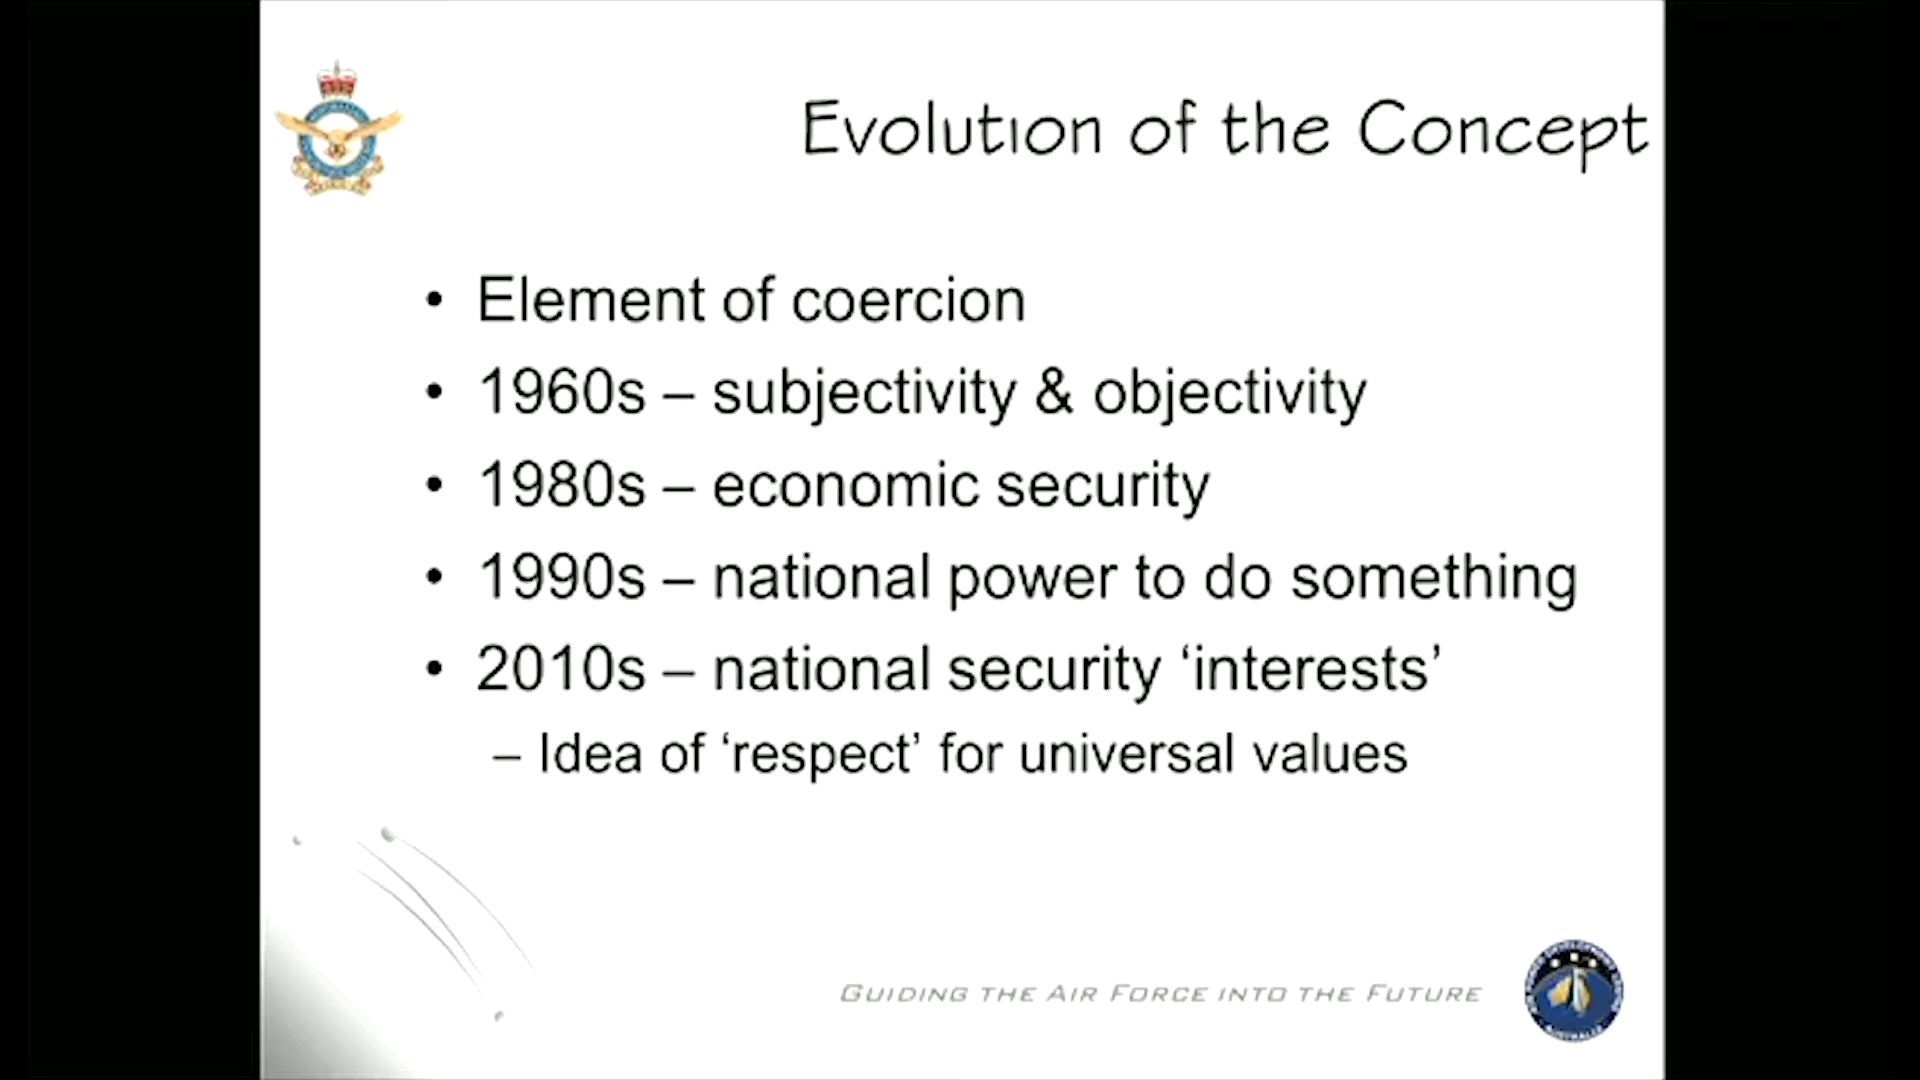 Evolution of the Concept
• Element of coercion
• 1960s – subjectivity & objectivity
• 1980s – economic security
• 1990s – national power to do something
• 2010s – national security ‘interests’
– Idea of ‘respect’ for universal values
GUIDING THE AIR FORCE INTO THE FUTURE
AUSTRALIA